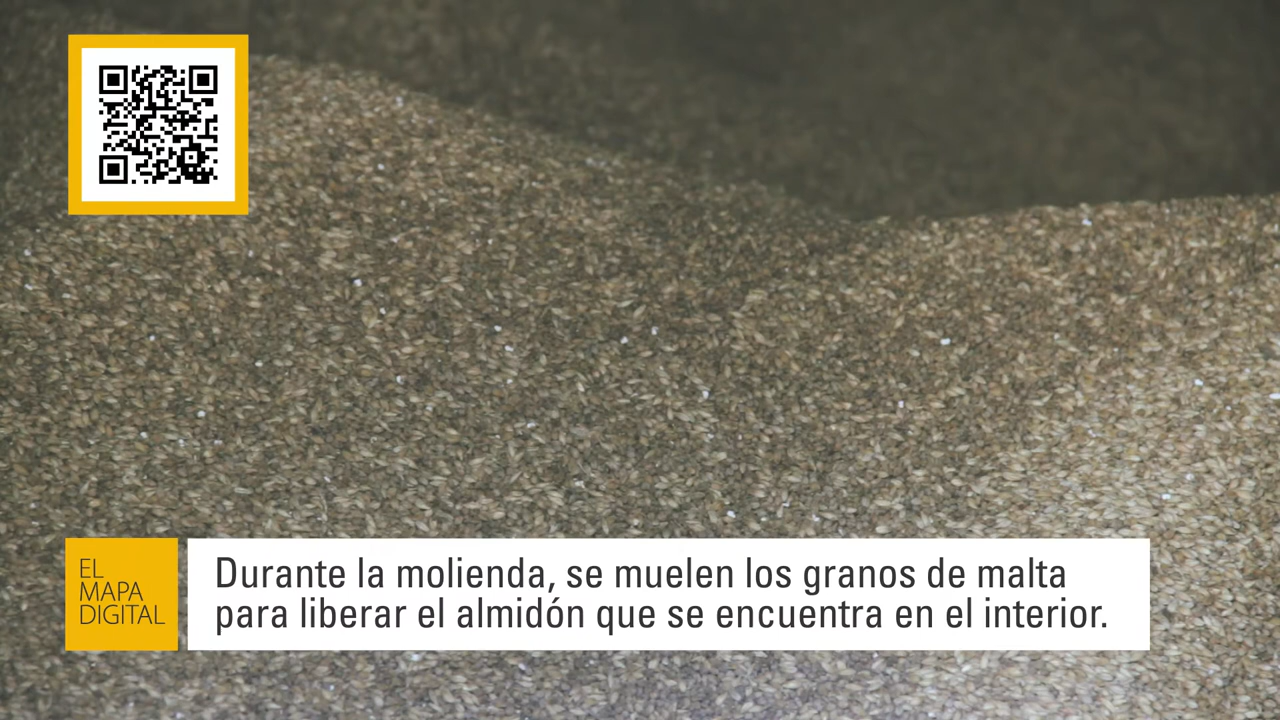 EL
MAPA
DIGITAL
Durante la molienda, se muelen los granos de malta
para liberar el almidón que se encuentra en el interior.